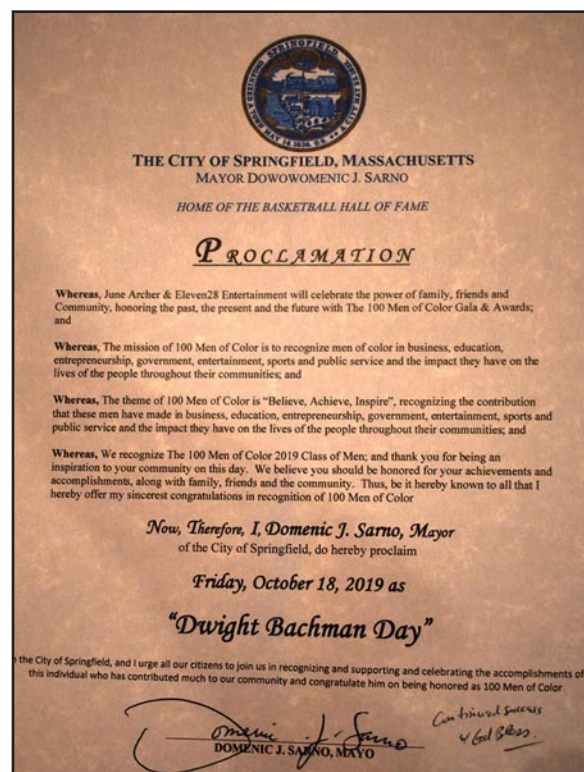 SPRINGFIELD
THE CITY OF SPRINGFIELD, MASSACHUSETTS
MAYOR DOWOWOMENIC J. SARNO
HOME OF THE BASKETBALL HALL OF FAME
PROCLAMATION
Whereas, June Archer & Eleven28 Entertainment will celebrate the power of family, friends and
Community, honoring the past, the present and the future with The 100 Men of Color Gala & Awards;
and
Whereas, The mission of 100 Men of Color is to recognize men of color in business, education,
entrepreneurship, government, entertainment, sports and public service and the impact they have on the
lives of the people throughout their communities; and
Whereas, The theme of 100 Men of Color is “Believe, Achieve, Inspire”, recognizing the contribution
that these men have made in business, education, entrepreneurship, government, entertainment, sports and
public service and the impact they have on the lives of the people throughout their communities; and
Whereas, We recognize The 100 Men of Color 2019 Class of Men; and thank you for being an
inspiration to your community on this day. We believe you should be honored for your achievements and
accomplishments, along with family, friends and the community. Thus, be it hereby known to all that I
hereby offer my sincerest congratulations in recognition of 100 Men of Color
Now, Therefore, I, Domenic J. Sarno, Mayor
of the City of Springfield, do hereby proclaim
Friday, October 18, 2019 as
“Dwight Bachman Day”
the City of Springfield, and I urge all our citizens to join us in recognizing and supporting and celebrating the accomplishments of
this individual who has contributed much to our community and congratulate him on being honored as 100 Men of Color
Continued Success
& God Bless.
Domenic J. Sarno
DOMENIC J. SARNO, MAYO